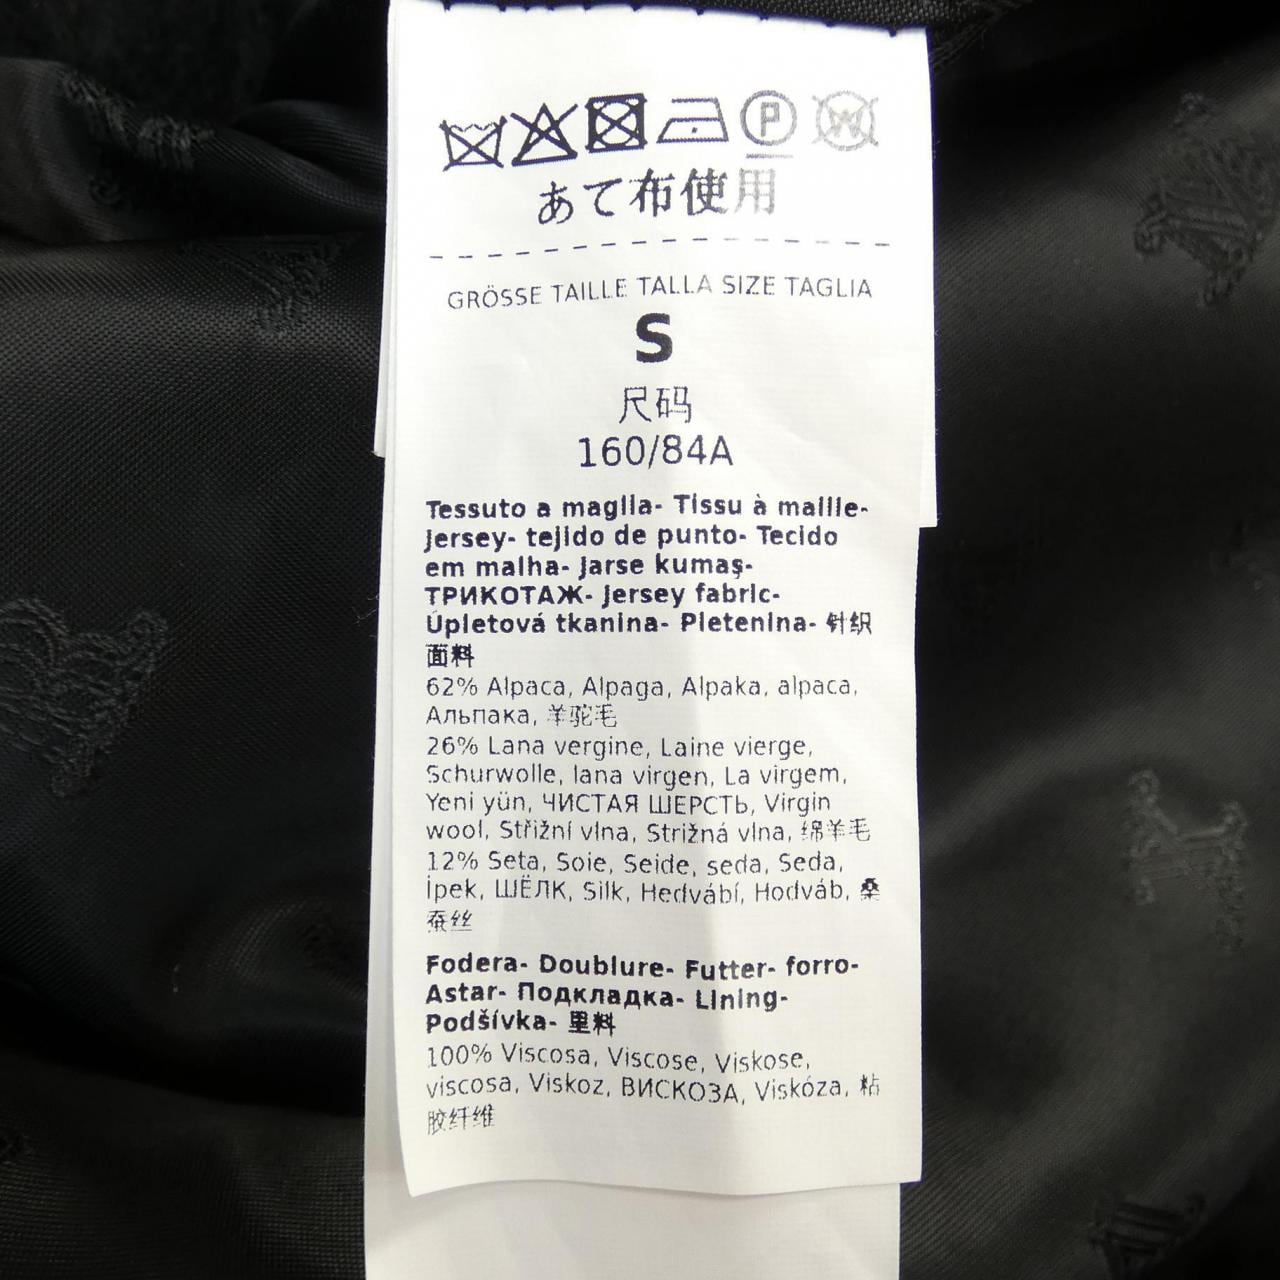 P
W
あて布使用
GRÖSSE TAILLE TALLA SIZE TAGLIA
S
尺码
160/84A
Tessuto a maglia- Tissu à maille-
Jersey- tejido de punto- Tecido
em malha- Jarse kumaş-
ТРИКОТАЖ- Jersey fabric-
Úpletová tkanina- Pletenina- 针织
面料
62% Alpaca, Alpaga, Alpaka, alpaca,
Альпака, 羊驼毛
26% Lana vergine, Laine vierge,
Schurwolle, lana virgen, La virgem,
Yeni yün, ЧИСТАЯ ШЕРСТЬ, Virgin
wool, Střižní vlna, Strižná vlna, 绵羊毛
12% Seta, Soie, Seide, seda, Seda,
İpek, ШЁЛК, Silk, Hedvábí, Hodváb, 桑
蚕丝
Fodera- Doublure- Futter- forro-
Astar- Подкладка- Lining-
Podšívka- 里料
100% Viscosa, Viscose, Viskose,
viscosa, Viskoz, ВИСКОЗА, Viskóza, 粘
胶纤维